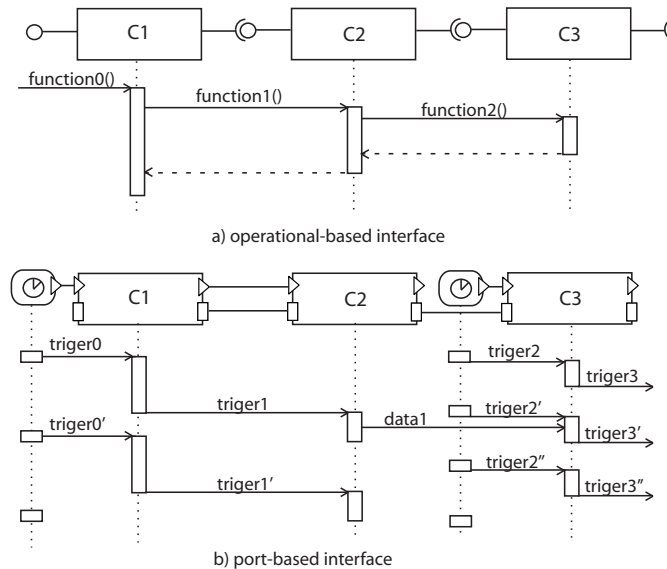 C1 C2 C3
function0()
function1()
function2()
a) operational-based interface
C1 C2 C3
triger0 triger2
triger3
triger1 data1 triger2'
triger0' triger3'
triger2"
triger1' triger3"
b) port-based interface